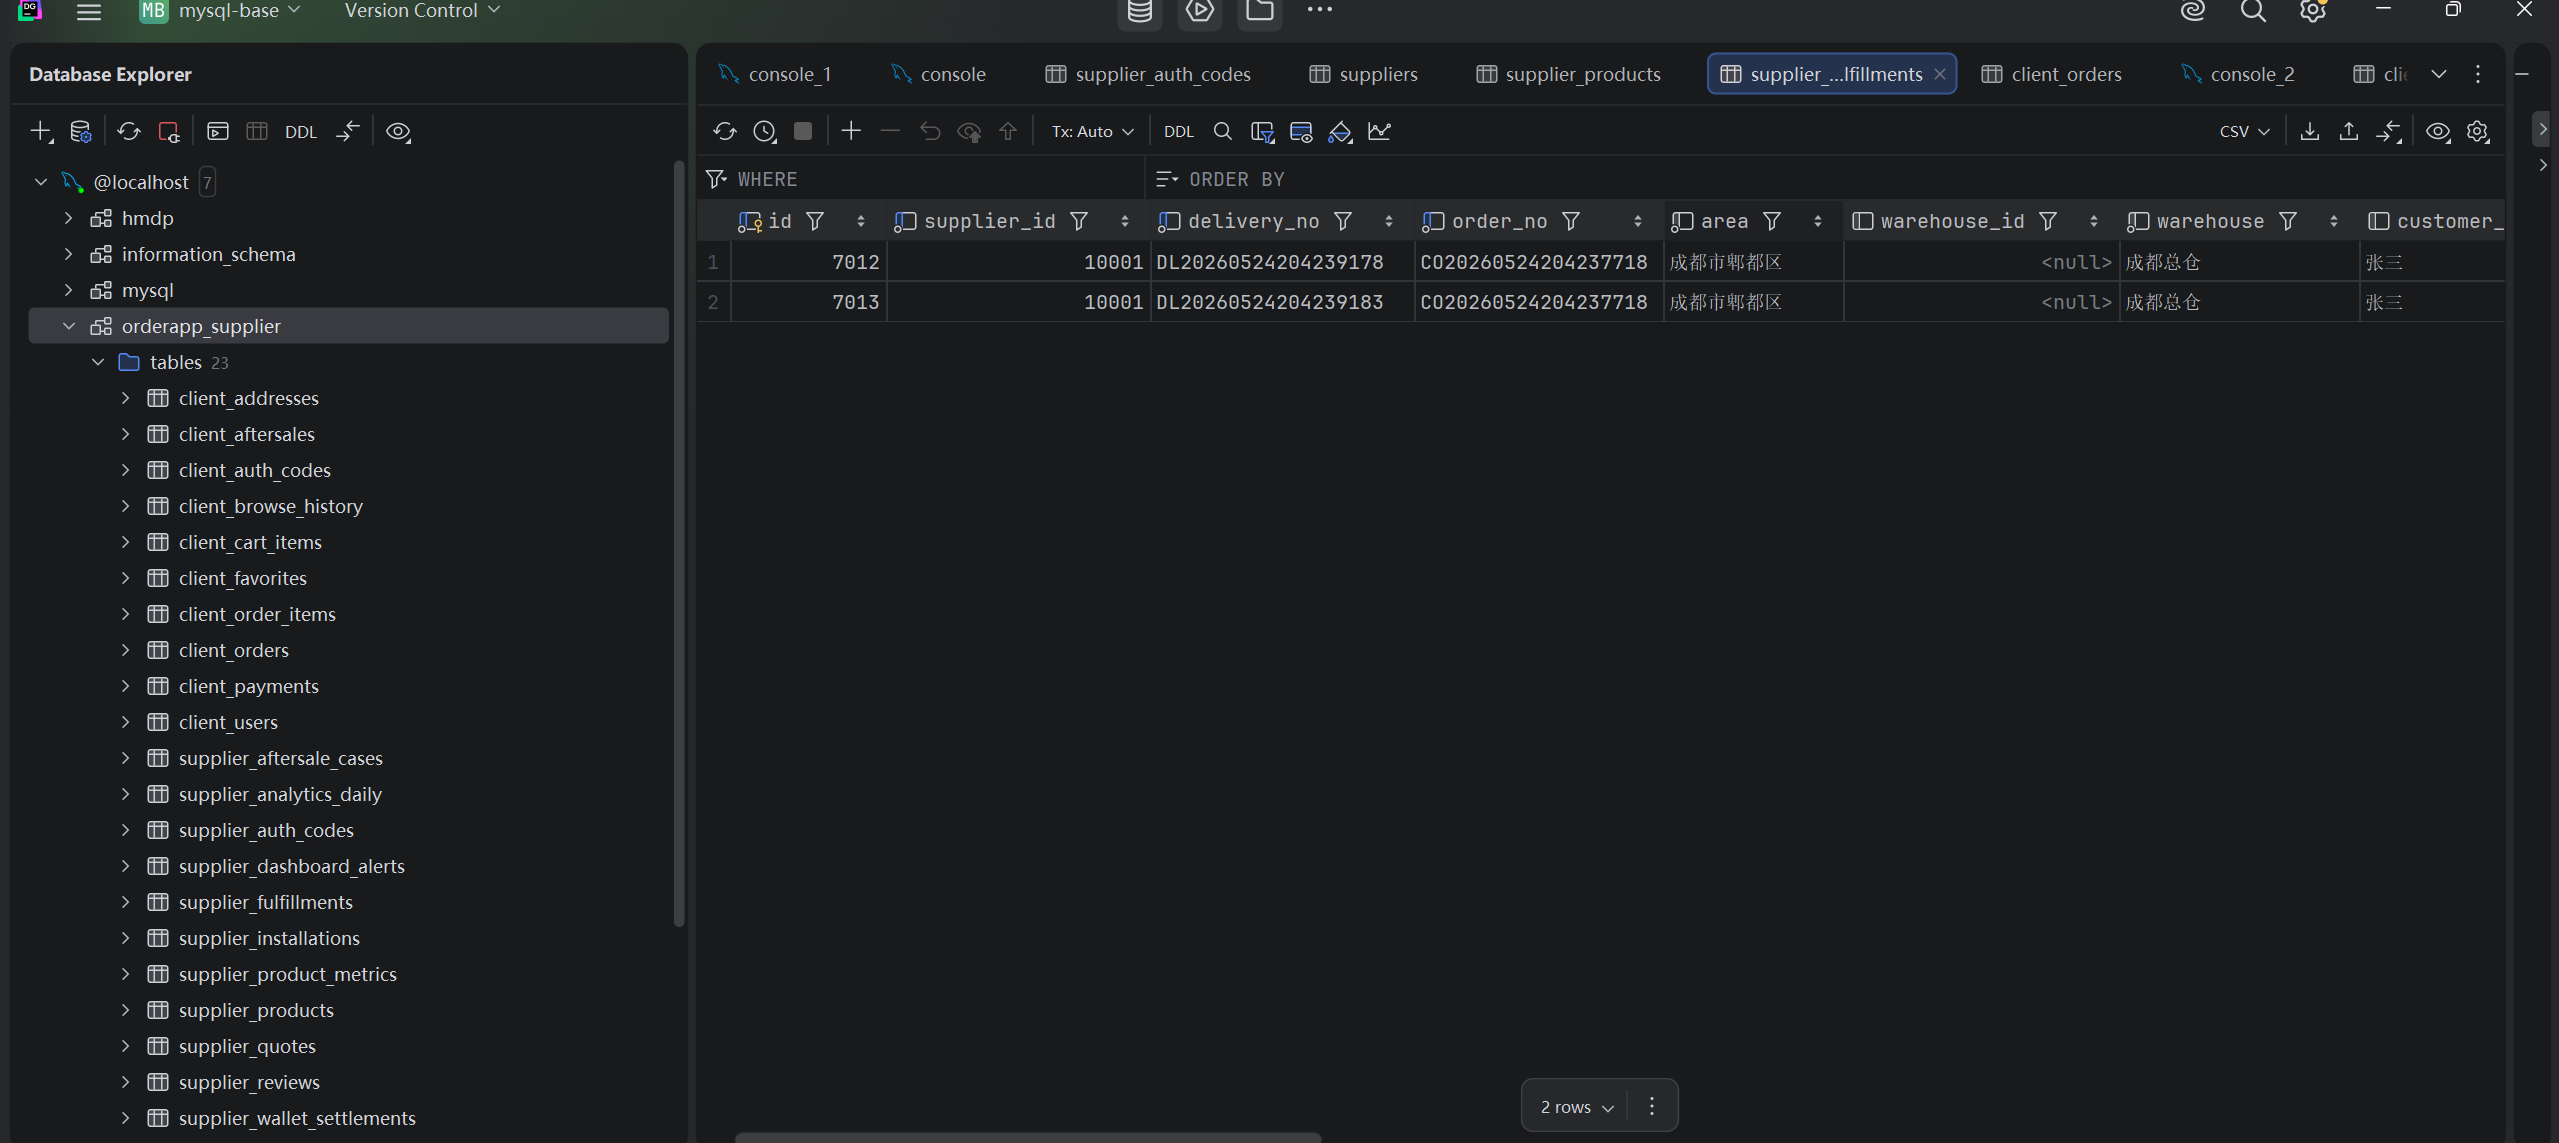 DG
MB mysql-base Version Control
Database Explorer
DDL
@localhost 7
hmdp
information_schema
mysql
orderapp_supplier
tables 23
client_addresses
client_aftersales
client_auth_codes
client_browse_history
client_cart_items
client_favorites
client_order_items
client_orders
client_payments
client_users
supplier_aftersale_cases
supplier_analytics_daily
supplier_auth_codes
supplier_dashboard_alerts
supplier_fulfillments
supplier_installations
supplier_product_metrics
supplier_products
supplier_quotes
supplier_reviews
supplier_wallet_settlements
console_1 console supplier_auth_codes suppliers supplier_products supplier_...lfillments client_orders console_2 cli
Tx: Auto DDL CSV
WHERE ORDER BY
id supplier_id delivery_no order_no area warehouse_id warehouse customer_
1 7012 10001 DL20260524204239178 CO20260524204237718 成都市郫都区 <null> 成都总仓 张三
2 7013 10001 DL20260524204239183 CO20260524204237718 成都市郫都区 <null> 成都总仓 张三
2 rows